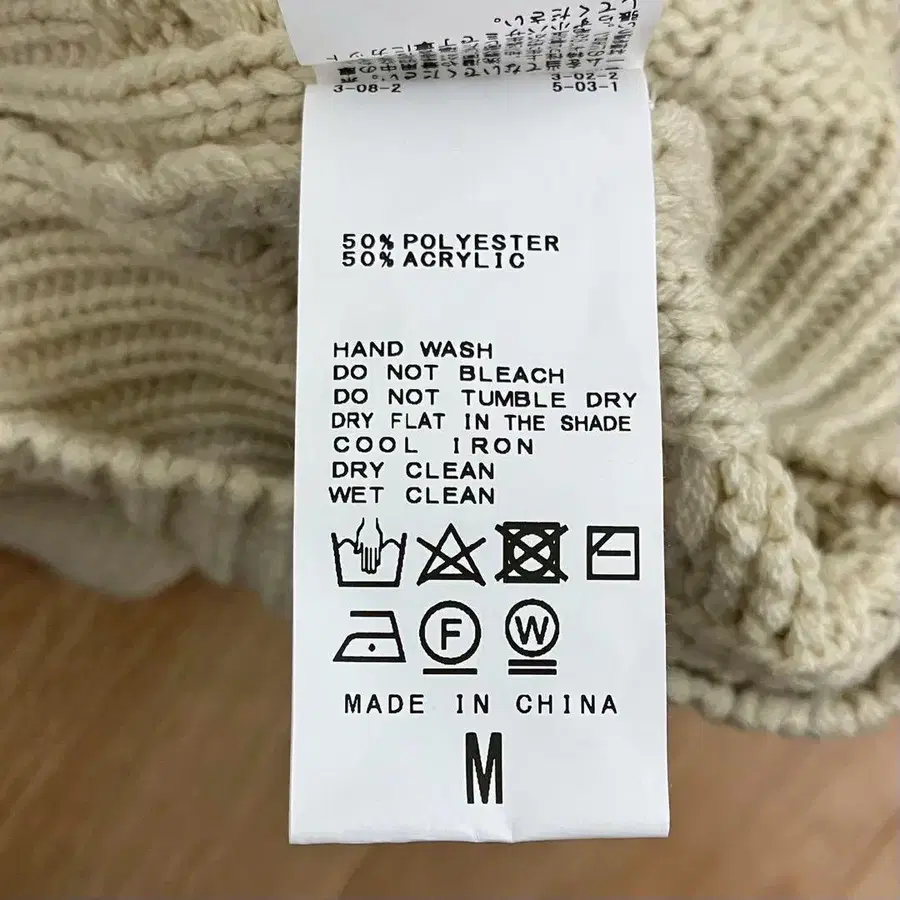 3-08-2
3-02-2
5-03-1
50% POLYESTER
50% ACRYLIC
HAND WASH
DO NOT BLEACH
DO NOT TUMBLE DRY
DRY FLAT IN THE SHADE
COOL IRON
DRY CLEAN
WET CLEAN
F
W
MADE IN CHINA
M